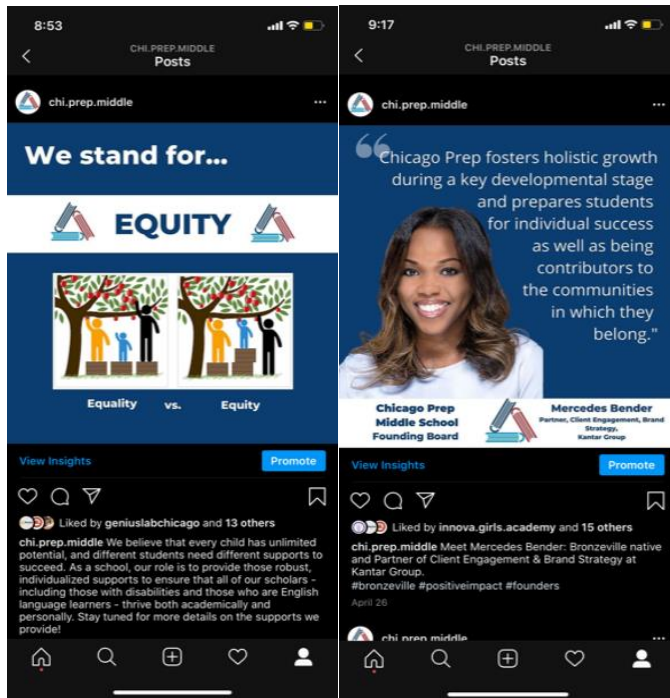 8:53
CHI.PREP.MIDDLE
Posts
chi.prep.middle
We stand for...
EQUITY
Equality vs. Equity
View Insights
Promote
Liked by geniuslabchicago and 13 others
chi.prep.middle We believe that every child has unlimited
potential, and different students need different supports to
succeed. As a school, our role is to provide those robust,
individualized supports to ensure that all of our scholars -
including those with disabilities and those who are English
language learners - thrive both academically and
personally. Stay tuned for more details on the supports we
provide!
9:17
CHI.PREP.MIDDLE
Posts
chi.prep.middle
“Chicago Prep fosters holistic growth
during a key developmental stage
and prepares students
for individual success
as well as being
contributors to
the communities
in which they
belong."
Chicago Prep
Middle School
Founding Board
Mercedes Bender
Partner, Client Engagement, Brand
Strategy,
Kantar Group
View Insights
Promote
Liked by innova.girls.academy and 15 others
chi.prep.middle Meet Mercedes Bender: Bronzeville native
and Partner of Client Engagement & Brand Strategy at
Kantar Group.
#bronzeville #positiveimpact #founders
April 26
chi.prep.middle